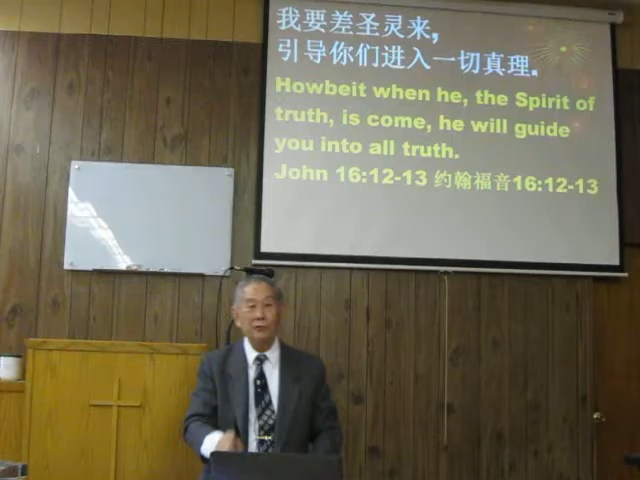 我要差圣灵来,
引导你们进入一切真理.
Howbeit when he, the Spirit of
truth, is come, he will guide
you into all truth.
John 16:12-13 约翰福音16:12-13